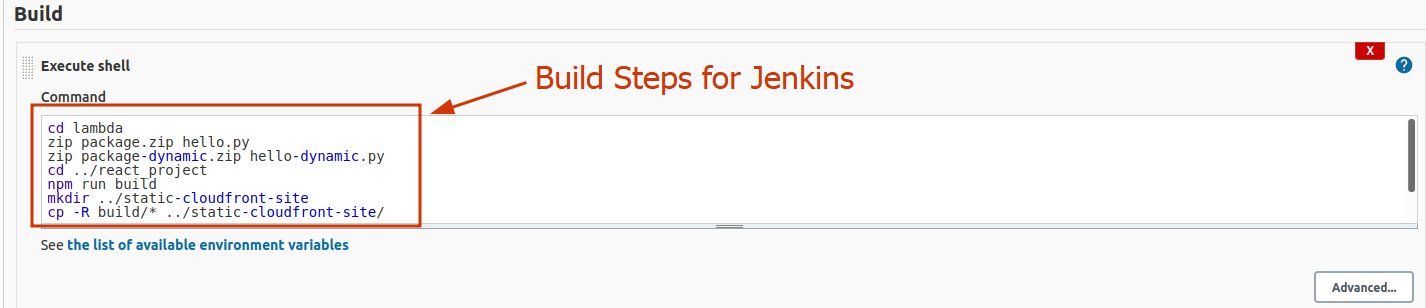 Build
X
Execute shell
?
Build Steps for Jenkins
Command
cd lambda
zip package.zip hello.py
zip package-dynamic.zip hello-dynamic.py
cd ../react_project
npm run build
mkdir ../static-cloudfront-site
cp -R build/* ../static-cloudfront-site/
See the list of available environment variables
Advanced...